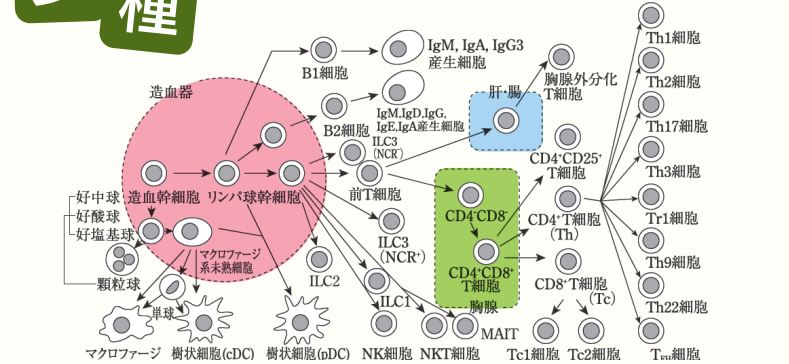 種
造血器
B1細胞
IgM, IgA, IgG3
産生細胞
B2細胞
IgM,IgD,IgG,
IgE,IgA産生細胞
ILC3
(NCR⁻)
肝・腸
胸腺外分化
T細胞
CD4⁺CD25⁺
T細胞
造血幹細胞
リンパ球幹細胞
前T細胞
CD4⁻CD8⁻
CD4⁺T細胞
(Th)
CD4⁺CD8⁺
T細胞
胸腺
CD8⁺T細胞
(Tc)
Tc1細胞
Tc2細胞
Th1細胞
Th2細胞
Th17細胞
Th3細胞
Tr1細胞
Th9細胞
Th22細胞
好中球
好酸球
好塩基球
顆粒球
マクロファージ
系未熟細胞
ILC3
(NCR⁺)
ILC2
ILC1
単球
マクロファージ
樹状細胞(cDC)
樹状細胞(pDC)
NK細胞
NKT細胞
MAIT